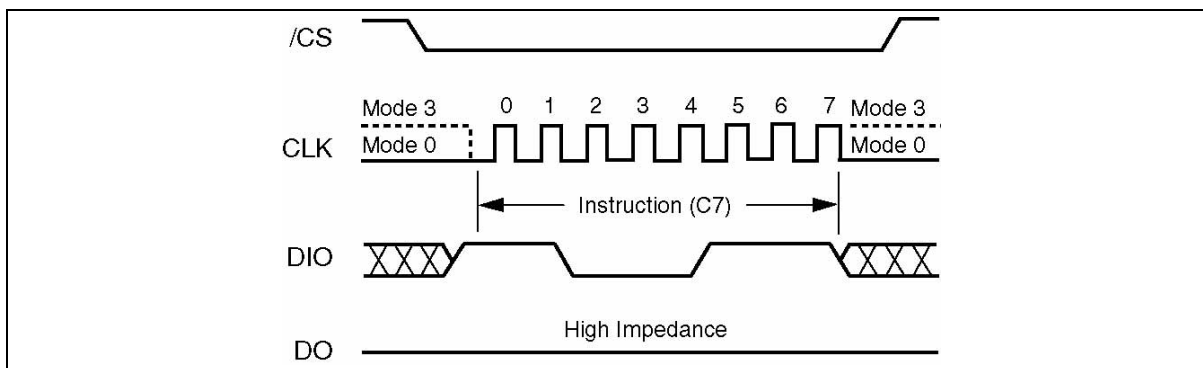 /CS
0 1 2 3 4 5 6 7
Mode 3 Mode 3
CLK Mode 0 Mode 0
Instruction (C7)
DIO
High Impedance
DO